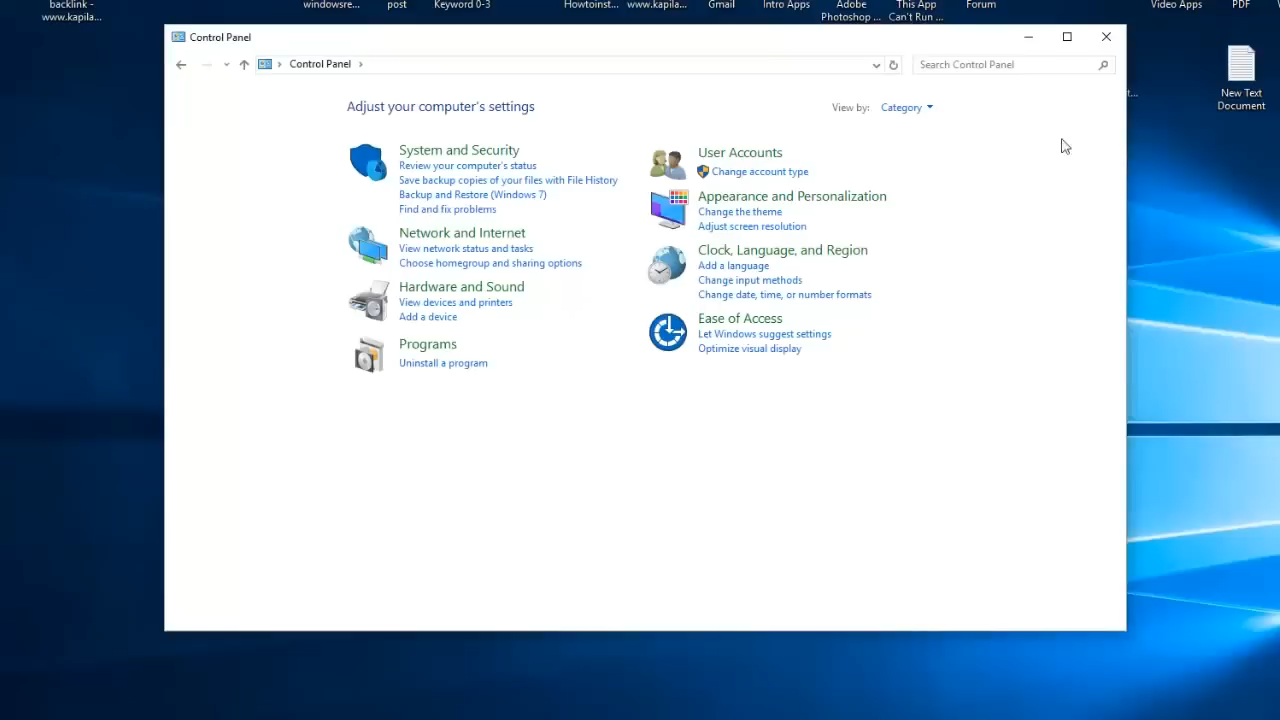 backlink -
www.kapila...
windowsre...
post
Keyword 0-3
Howtoinst...
www.kapila...
Gmail
Intro Apps
Adobe
Photoshop ...
This App
Can't Run ...
Forum
Video Apps
PDF
Control Panel
Control Panel
Search Control Panel
New Text
Document
Adjust your computer's settings
View by: Category
System and Security
Review your computer's status
Save backup copies of your files with File History
Backup and Restore (Windows 7)
Find and fix problems
Network and Internet
View network status and tasks
Choose homegroup and sharing options
Hardware and Sound
View devices and printers
Add a device
Programs
Uninstall a program
User Accounts
Change account type
Appearance and Personalization
Change the theme
Adjust screen resolution
Clock, Language, and Region
Add a language
Change input methods
Change date, time, or number formats
Ease of Access
Let Windows suggest settings
Optimize visual display